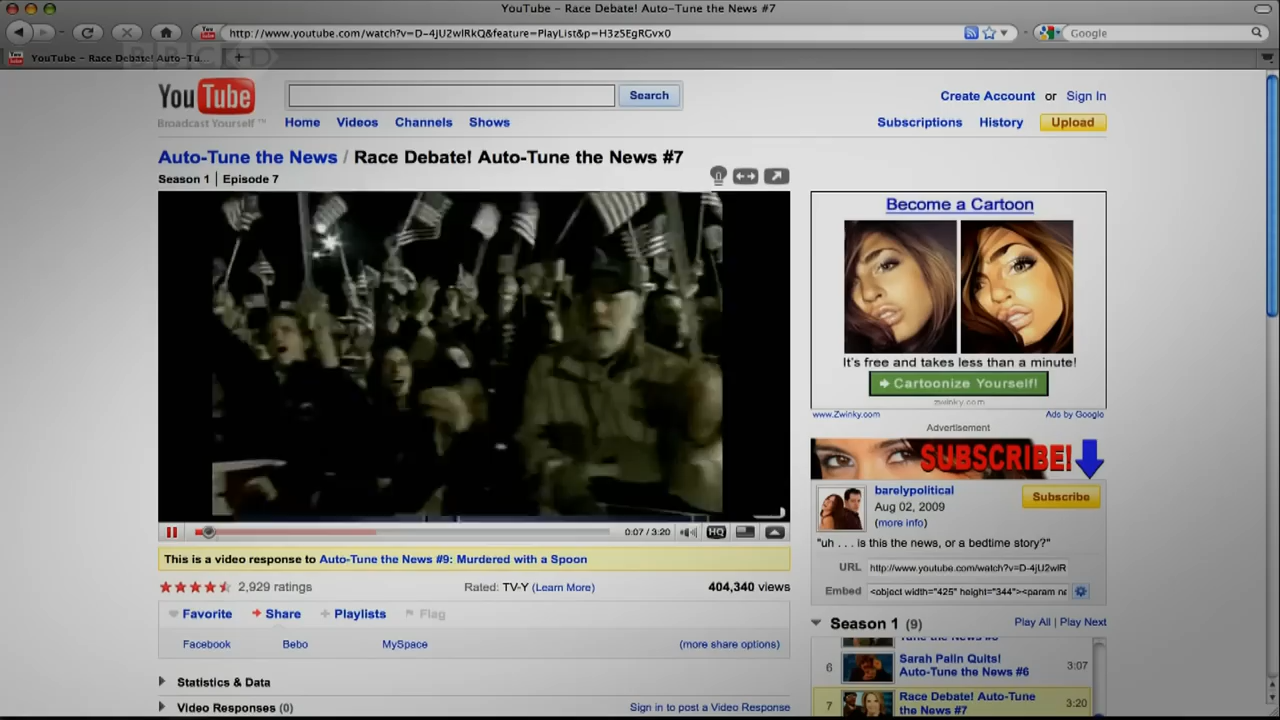 YouTube - Race Debate! Auto-Tune the News #7
http://www.youtube.com/watch?v=D-4jU2wlRkQ&feature=PlayList&p=H3z5EgRGvx0
Google
YouTube - Race Debate! Auto-Tu...
You Tube
Broadcast Yourself ™
Search
Create Account or Sign In
Home Videos Channels Shows
Subscriptions History Upload
Auto-Tune the News / Race Debate! Auto-Tune the News #7
Season 1 | Episode 7
Become a Cartoon
It's free and takes less than a minute!
Cartoonize Yourself!
zwinky.com
www.Zwinky.com Ads by Google
Advertisement
SUBSCRIBE!
barelypolitical
Aug 02, 2009
(more info)
Subscribe
"uh . . . is this the news, or a bedtime story?"
URL http://www.youtube.com/watch?v=D-4jU2wlR
Embed <object width="425" height="344"><param
0:07 / 3:20
HQ
This is a video response to Auto-Tune the News #9: Murdered with a Spoon
2,929 ratings Rated: TV-Y (Learn More) 404,340 views
Favorite Share Playlists Flag
Facebook Bebo MySpace (more share options)
Statistics & Data
Video Responses (0) Sign in to post a Video Response
Season 1 (9) Play All | Play Next
6 Sarah Palin Quits! 3:07
Auto-Tune the News #6
7 Race Debate! Auto-Tune 3:20
the News #7